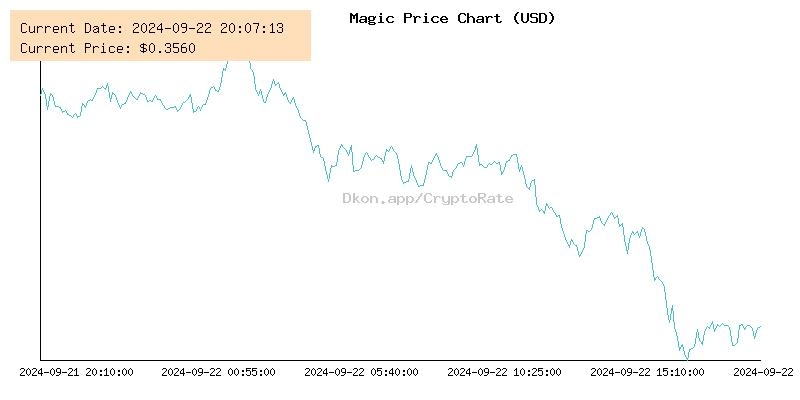 Magic Price Chart (USD)
Current Date: 2024-09-22 20:07:13
Current Price: $0.3560
Dkon.app/CryptoRate
2024-09-21 20:10:00
2024-09-22 00:55:00
2024-09-22 05:40:00
2024-09-22 10:25:00
2024-09-22 15:10:00
2024-09-22